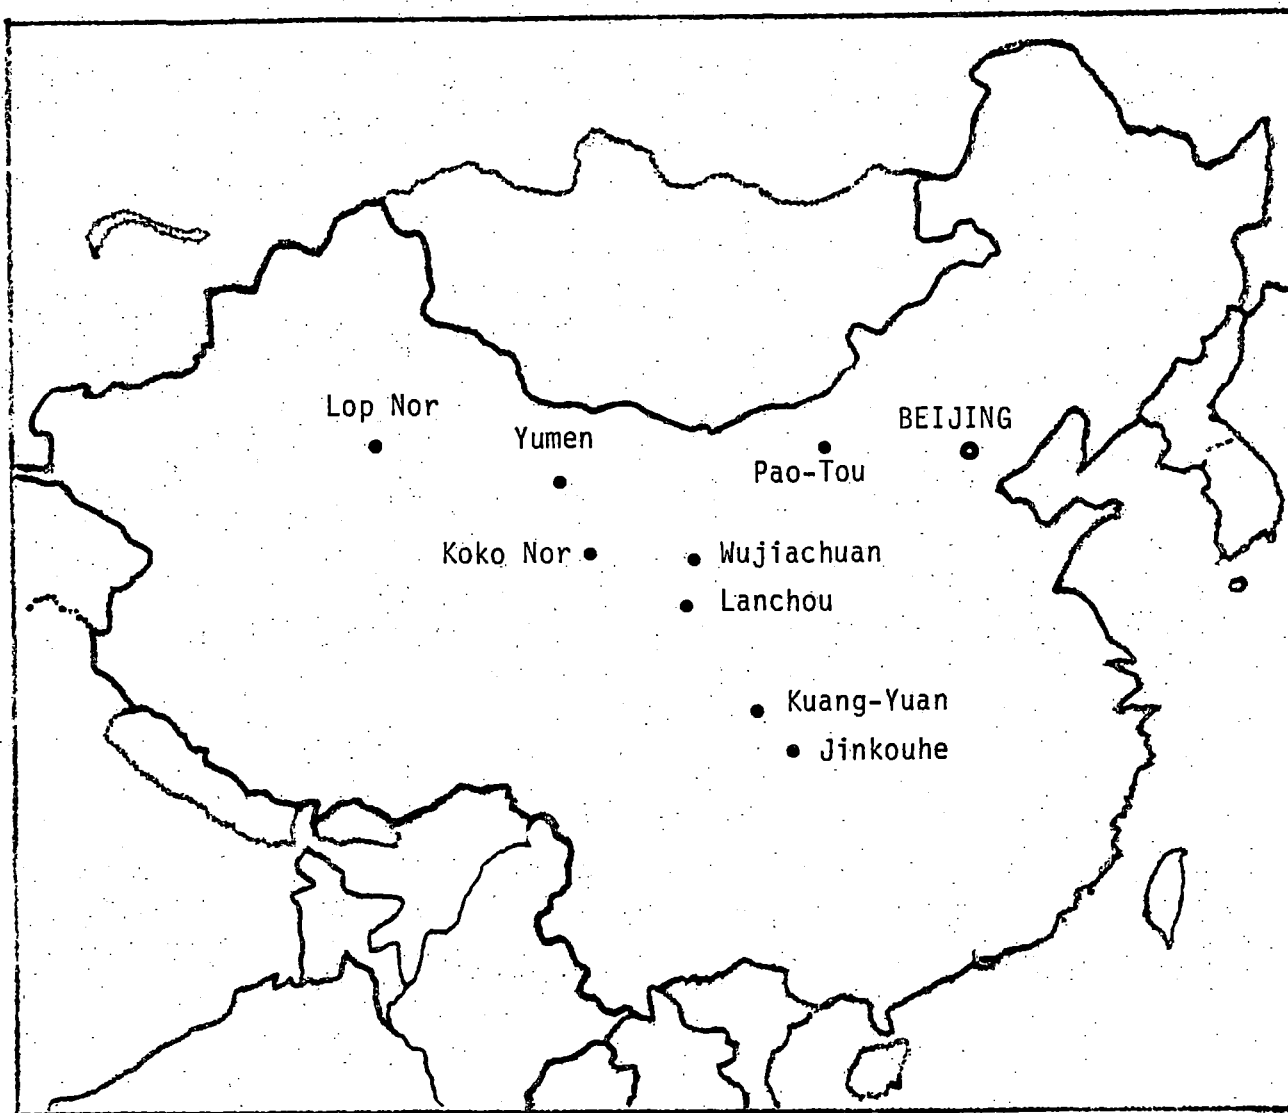 Lop Nor
BEIJING
Yumen
Pao-Tou
Koko Nor
Wujiachuan
Lanchou
Kuang-Yuan
Jinkouhe